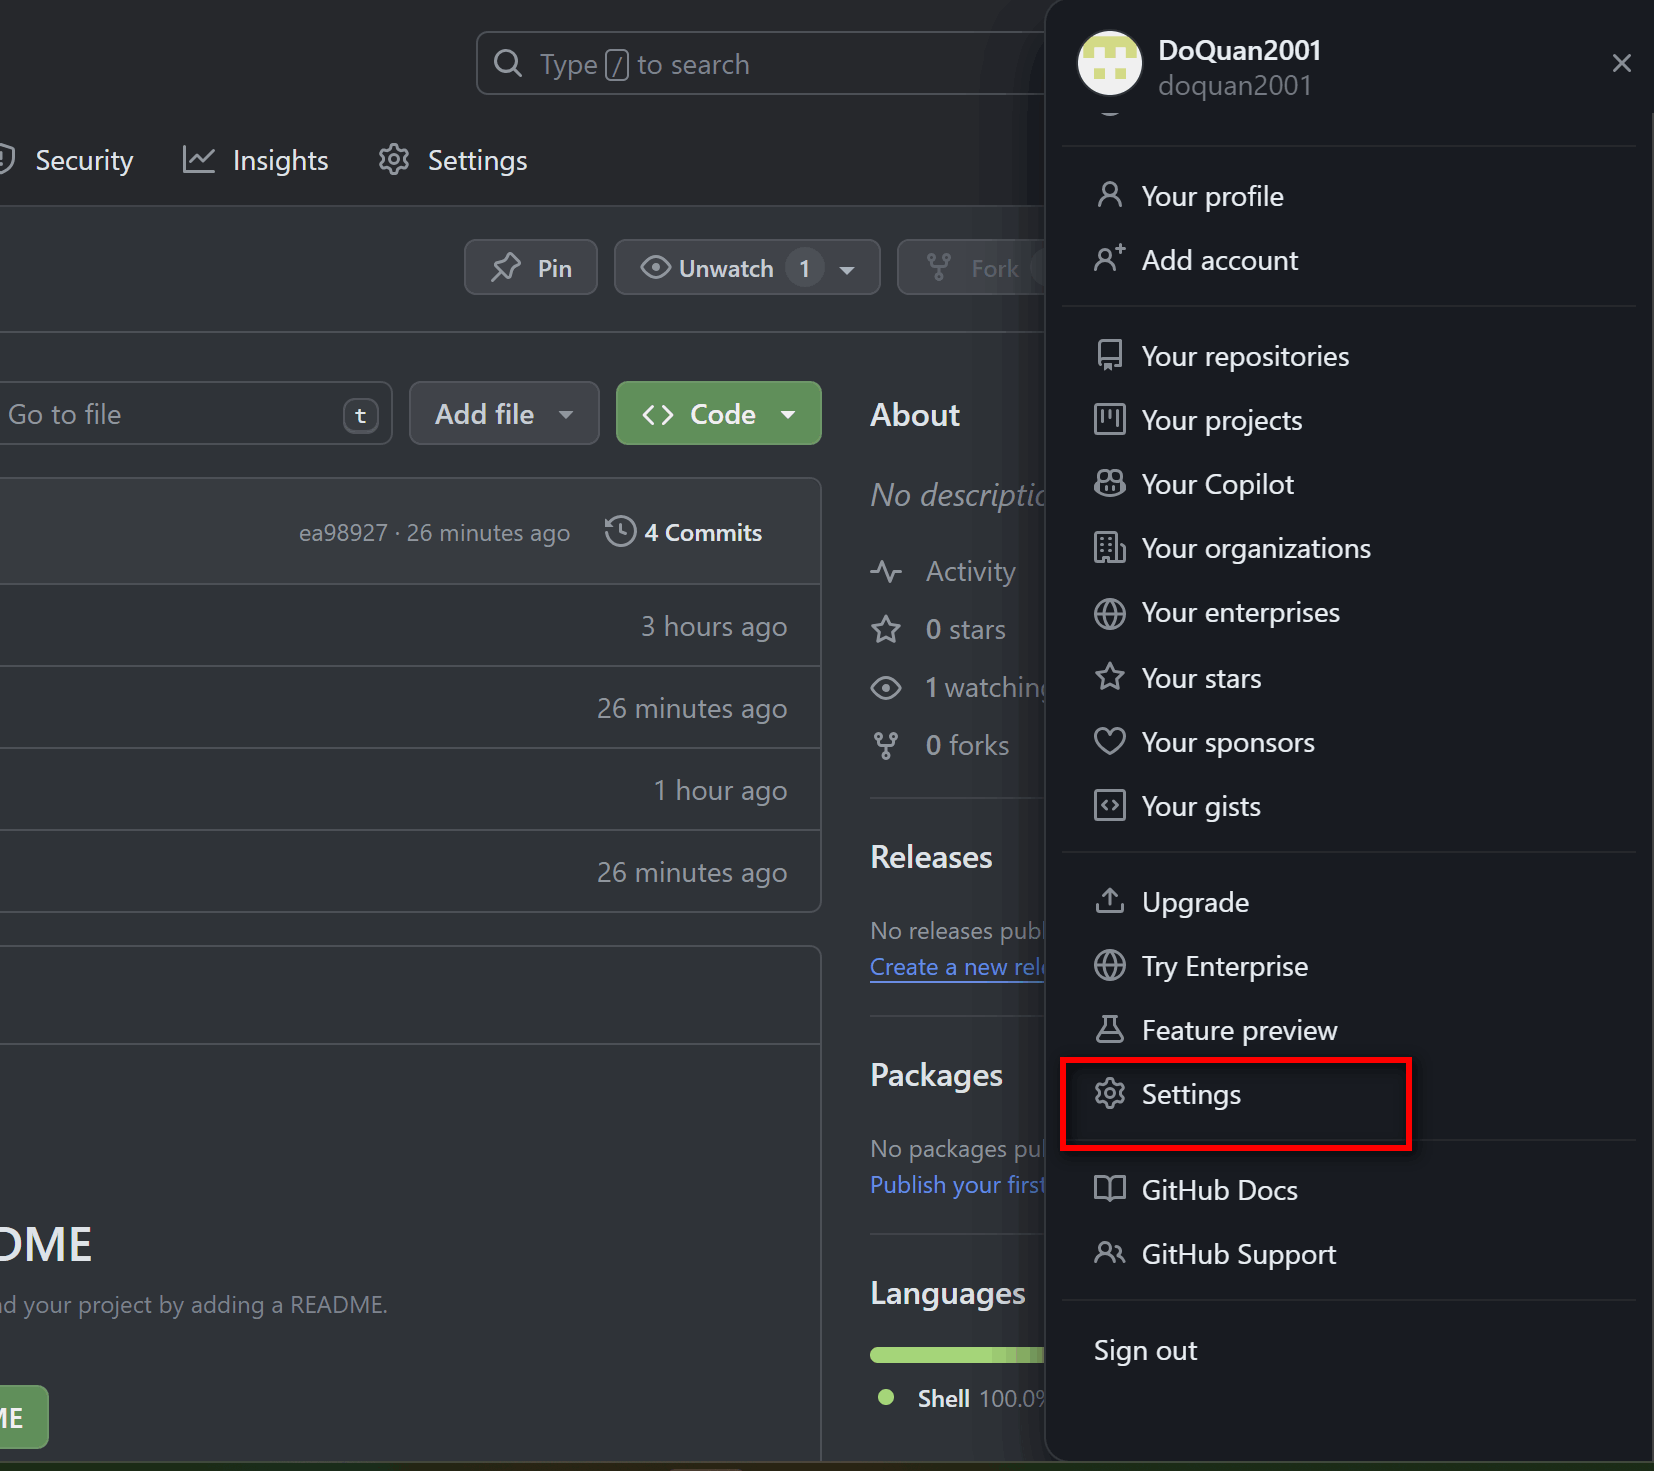 Type / to search
Security
Insights
Settings
Pin
Unwatch 1
Fork
Go to file
t
Add file
Code
ea98927 · 26 minutes ago
4 Commits
3 hours ago
26 minutes ago
1 hour ago
26 minutes ago
DME
your project by adding a README.
ME
About
No descriptio
Activity
0 stars
1 watching
0 forks
Releases
No releases publ
Create a new rele
Packages
No packages pu
Publish your first
Languages
Shell 100.0%
DoQuan2001
doquan2001
Your profile
Add account
Your repositories
Your projects
Your Copilot
Your organizations
Your enterprises
Your stars
Your sponsors
Your gists
Upgrade
Try Enterprise
Feature preview
Settings
GitHub Docs
GitHub Support
Sign out